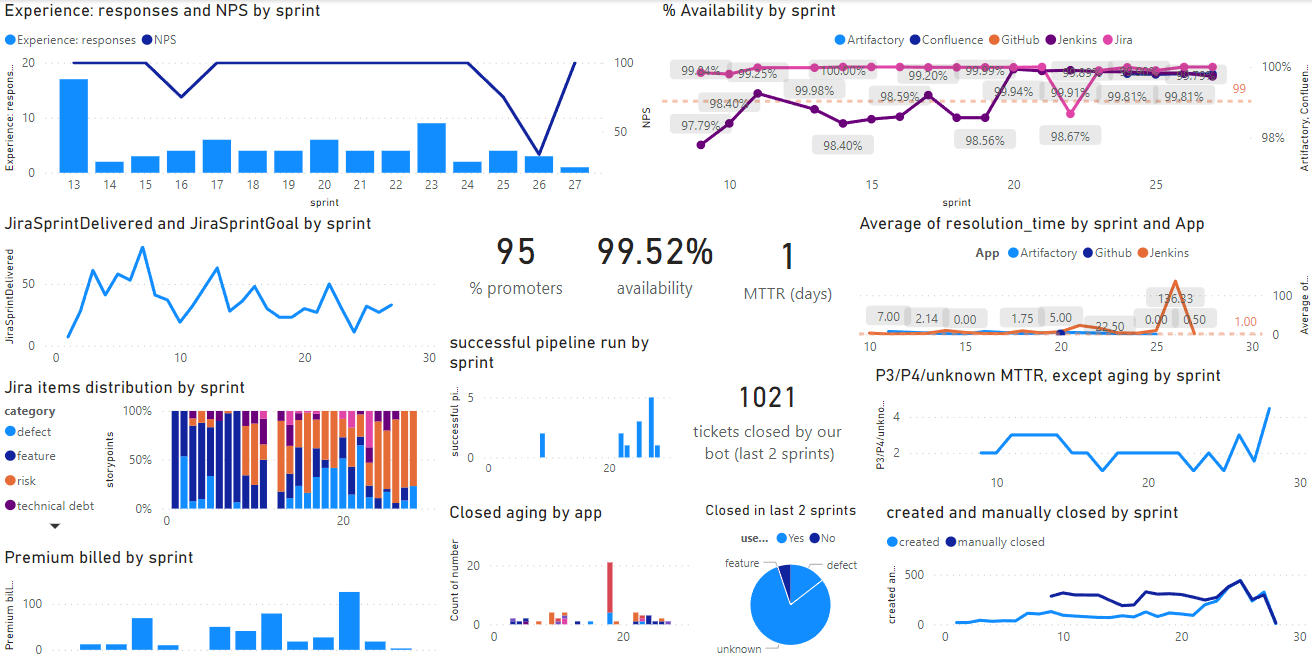 Experience: responses and NPS by sprint
Experience: responses NPS
Experience: respons...
20
10
0
100
50
NPS
13 14 15 16 17 18 19 20 21 22 23 24 25 26 27
sprint
% Availability by sprint
Artifactory Confluence GitHub Jenkins Jira
99.84% 99.25% 100.00% 99.20% 99.99%
98.40% 99.98% 98.59% 99.94% 99.91% 99.81% 99.81%
97.79% 98.40% 98.56% 98.67%
100%
99
98%
Artifactory, Confluen...
10 15 20 25
sprint
JiraSprintDelivered and JiraSprintGoal by sprint
JiraSprintDelivered
50
0
0 10 20 30
95
% promoters
99.52%
availability
1
MTTR (days)
Average of resolution_time by sprint and App
App Artifactory Github Jenkins
136.33
7.00 2.14 0.00 1.75 5.00 22.50 0.00 0.50
100
1.00
0
Average of...
10 15 20 25 30
Jira items distribution by sprint
category
defect
feature
risk
technical debt
storypoints
100%
50%
0%
0 20
successful pipeline run by
sprint
successful pi...
5
0
0 20
1021
tickets closed by our
bot (last 2 sprints)
P3/P4/unknown MTTR, except aging by sprint
P3/P4/unkno...
4
2
10 20 30
Premium billed by sprint
Premium bill...
100
0
Closed aging by app
Count of number
20
0
0 20
Closed in last 2 sprints
use... Yes No
feature
defect
unknown
created and manually closed by sprint
created manually closed
created an...
500
0
0 10 20 30